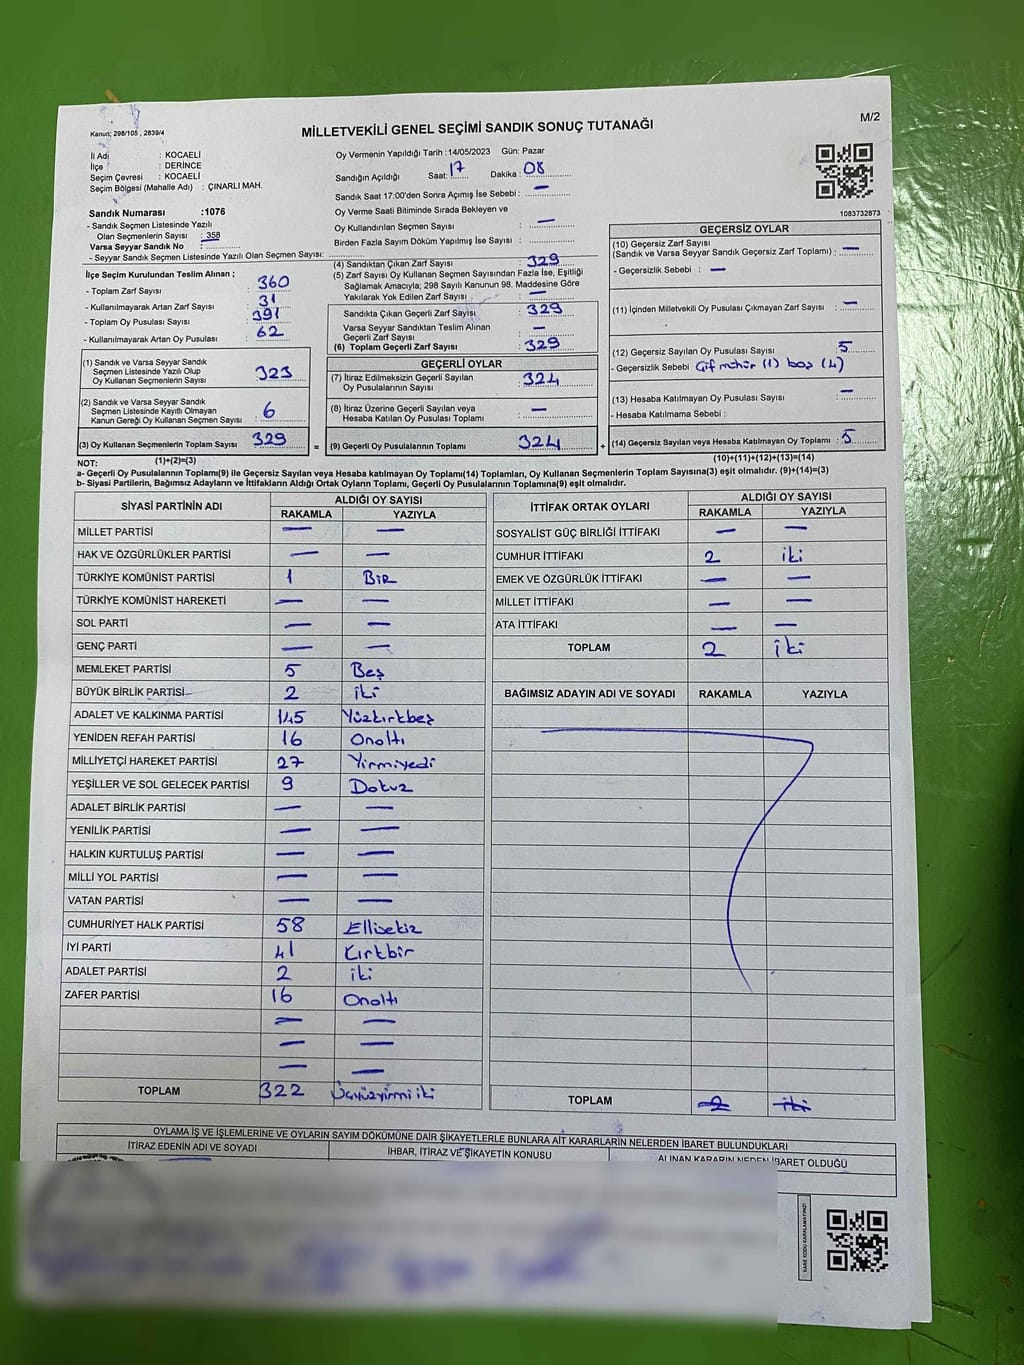 Kanun; 298/105 , 2839/4
MİLLETVEKİLİ GENEL SEÇİMİ SANDIK SONUÇ TUTANAĞI
M/2
İl Adı : KOCAELİ
İlçe : DERİNCE
Seçim Çevresi : KOCAELİ
Seçim Bölgesi (Mahalle Adı) : ÇINARLI MAH.
Sandık Numarası :1076
- Sandık Seçmen Listesinde Yazılı
Olan Seçmenlerin Sayısı : 358
Varsa Seyyar Sandık No :
- Seyyar Sandık Seçmen Listesinde Yazılı Olan Seçmen Sayısı:
Oy Vermenin Yapıldığı Tarih :14/05/2023 Gün: Pazar
Sandığın Açıldığı Saat: 17 Dakika : 08
Sandık Saat 17:00'den Sonra Açımış İse Sebebi : —
Oy Verme Saati Bitiminde Sırada Bekleyen ve
Oy Kullandırılan Seçmen Sayısı : —
Birden Fazla Sayım Döküm Yapılmış İse Sayısı :
1083732873
İlçe Seçim Kurulundan Teslim Alınan ;
- Toplam Zarf Sayısı : 360
- Kullanılmayarak Artan Zarf Sayısı : 31
- Toplam Oy Pusulası Sayısı : 391
- Kullanılmayarak Artan Oy Pusulası : 62
(1) Sandık ve Varsa Seyyar Sandık
Seçmen Listesinde Yazılı Olup
Oy Kullanan Seçmenlerin Sayısı : 323
(2) Sandık ve Varsa Seyyar Sandık
Seçmen Listesinde Kayıtlı Olmayan
Kanun Gereği Oy Kullanan Seçmen Sayısı : 6
(3) Oy Kullanan Seçmenlerin Toplam Sayısı : 329
(1)+(2)=(3)
(4) Sandıktan Çıkan Zarf Sayısı : 329
(5) Zarf Sayısı Oy Kullanan Seçmen Sayısından Fazla İse, Eşitliği
Sağlamak Amacıyla; 298 Sayılı Kanunun 98. Maddesine Göre
Yakılarak Yok Edilen Zarf Sayısı : —
Sandıkta Çıkan Geçerli Zarf Sayısı : 329
Varsa Seyyar Sandıktan Teslim Alınan
Geçerli Zarf Sayısı : —
(6) Toplam Geçerli Zarf Sayısı : 329
GEÇERLİ OYLAR
(7) İtiraz Edilmeksizin Geçerli Sayılan
Oy Pusulalarının Sayısı : 324
(8) İtiraz Üzerine Geçerli Sayılan veya
Hesaba Katılan Oy Pusulası Toplamı : —
= (9) Geçerli Oy Pusulalarının Toplamı 324 +
GEÇERSİZ OYLAR
(10) Geçersiz Zarf Sayısı
(Sandık ve Varsa Seyyar Sandık Geçersiz Zarf Toplamı) : —
- Geçersizlik Sebebi : —
(11) İçinden Milletvekili Oy Pusulası Çıkmayan Zarf Sayısı : —
(12) Geçersiz Sayılan Oy Pusulası Sayısı : 5
- Geçersizlik Sebebi : Çif mühür (1) boş (4)
(13) Hesaba Katılmayan Oy Pusulası Sayısı : —
- Hesaba Katılmama Sebebi :
(14) Geçersiz Sayılan veya Hesaba Katılmayan Oy Toplamı : 5
(10)+(11)+(12)+(13)=(14)
NOT:
a- Geçerli Oy Pusulalarının Toplamı(9) ile Geçersiz Sayılan veya Hesaba katılmayan Oy Toplamı(14) Toplamları, Oy Kullanan Seçmenlerin Toplam Sayısına(3) eşit olmalıdır. (9)+(14)=(3)
b- Siyasi Partilerin, Bağımsız Adayların ve İttifakların Aldığı Ortak Oyların Toplamı, Geçerli Oy Pusulalarının Toplamına(9) eşit olmalıdır.
SİYASİ PARTİNİN ADI ALDIĞI OY SAYISI
RAKAMLA YAZIYLA
MİLLET PARTİSİ — —
HAK VE ÖZGÜRLÜKLER PARTİSİ — —
TÜRKİYE KOMÜNİST PARTİSİ 1 Bir
TÜRKİYE KOMÜNİST HAREKETİ — —
SOL PARTİ — —
GENÇ PARTİ — —
MEMLEKET PARTİSİ 5 Beş
BÜYÜK BİRLİK PARTİSİ 2 iki
ADALET VE KALKINMA PARTİSİ 145 Yüzkırkbeş
YENİDEN REFAH PARTİSİ 16 Onaltı
MİLLİYETÇİ HAREKET PARTİSİ 27 Yirmiyedi
YEŞİLLER VE SOL GELECEK PARTİSİ 9 Dokuz
ADALET BİRLİK PARTİSİ — —
YENİLİK PARTİSİ — —
HALKIN KURTULUŞ PARTİSİ — —
MİLLİ YOL PARTİSİ — —
VATAN PARTİSİ — —
CUMHURİYET HALK PARTİSİ 58 Ellisekiz
İYİ PARTİ 41 Kırkbir
ADALET PARTİSİ 2 iki
ZAFER PARTİSİ 16 Onaltı
— —
— —
— —
TOPLAM 322 Üçyüzyirmiiki
İTTİFAK ORTAK OYLARI ALDIĞI OY SAYISI
RAKAMLA YAZIYLA
SOSYALİST GÜÇ BİRLİĞİ İTTİFAKI — —
CUMHUR İTTİFAKI 2 iki
EMEK VE ÖZGÜRLÜK İTTİFAKI — —
MİLLET İTTİFAKI — —
ATA İTTİFAKI — —
TOPLAM 2 iki
BAĞIMSIZ ADAYIN ADI VE SOYADI RAKAMLA YAZIYLA
TOPLAM 2 iki
OYLAMA İŞ VE İŞLEMLERİNE VE OYLARIN SAYIM DÖKÜMÜNE DAİR ŞİKAYETLERLE BUNLARA AİT KARARLARIN NELERDEN İBARET BULUNDUKLARI
İTİRAZ EDENİN ADI VE SOYADI İHBAR, İTİRAZ VE ŞİKAYETİN KONUSU ALINAN KARARIN NEDEN İBARET OLDUĞU
KARE KODU KARALAMAYINIZ!